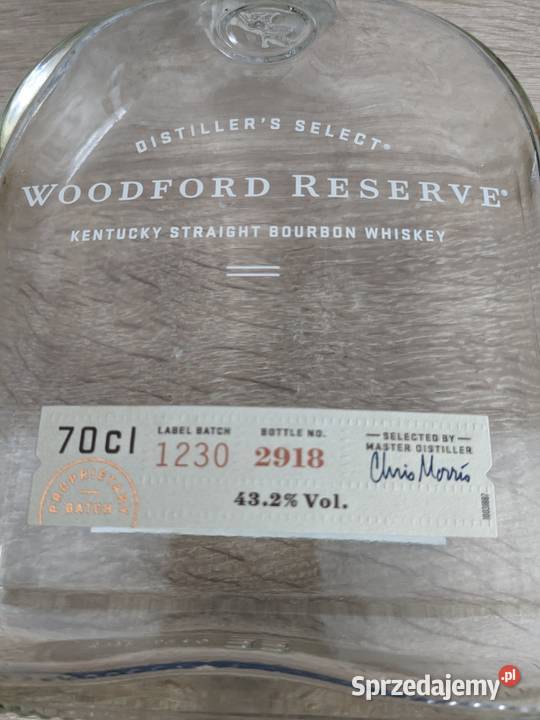 DISTILLER'S SELECT®
WOODFORD RESERVE®
KENTUCKY STRAIGHT BOURBON WHISKEY
70cl
LABEL BATCH
1230
BOTTLE NO.
2918
SELECTED BY
MASTER DISTILLER
Chris Morris
43.2% Vol.
PROPRIETARY
BATCH
Sprzedajemy.pl